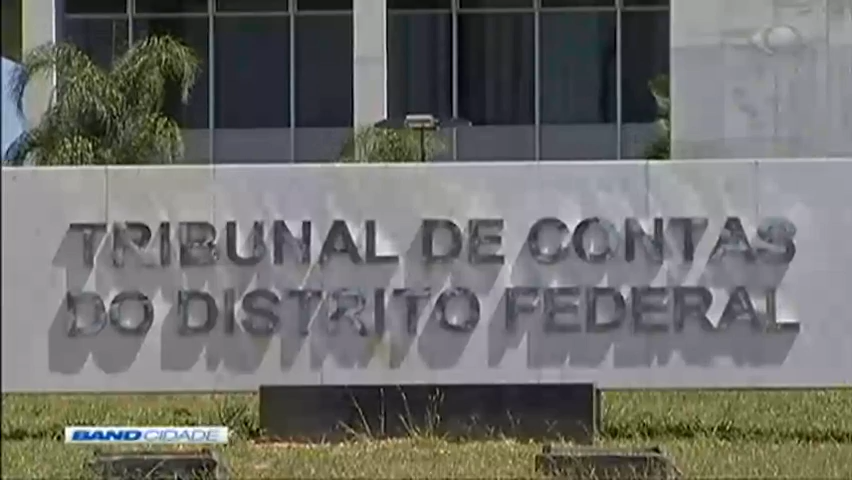 TRIBUNAL DE CONTAS
DO DISTRITO FEDERAL
BAND CIDADE